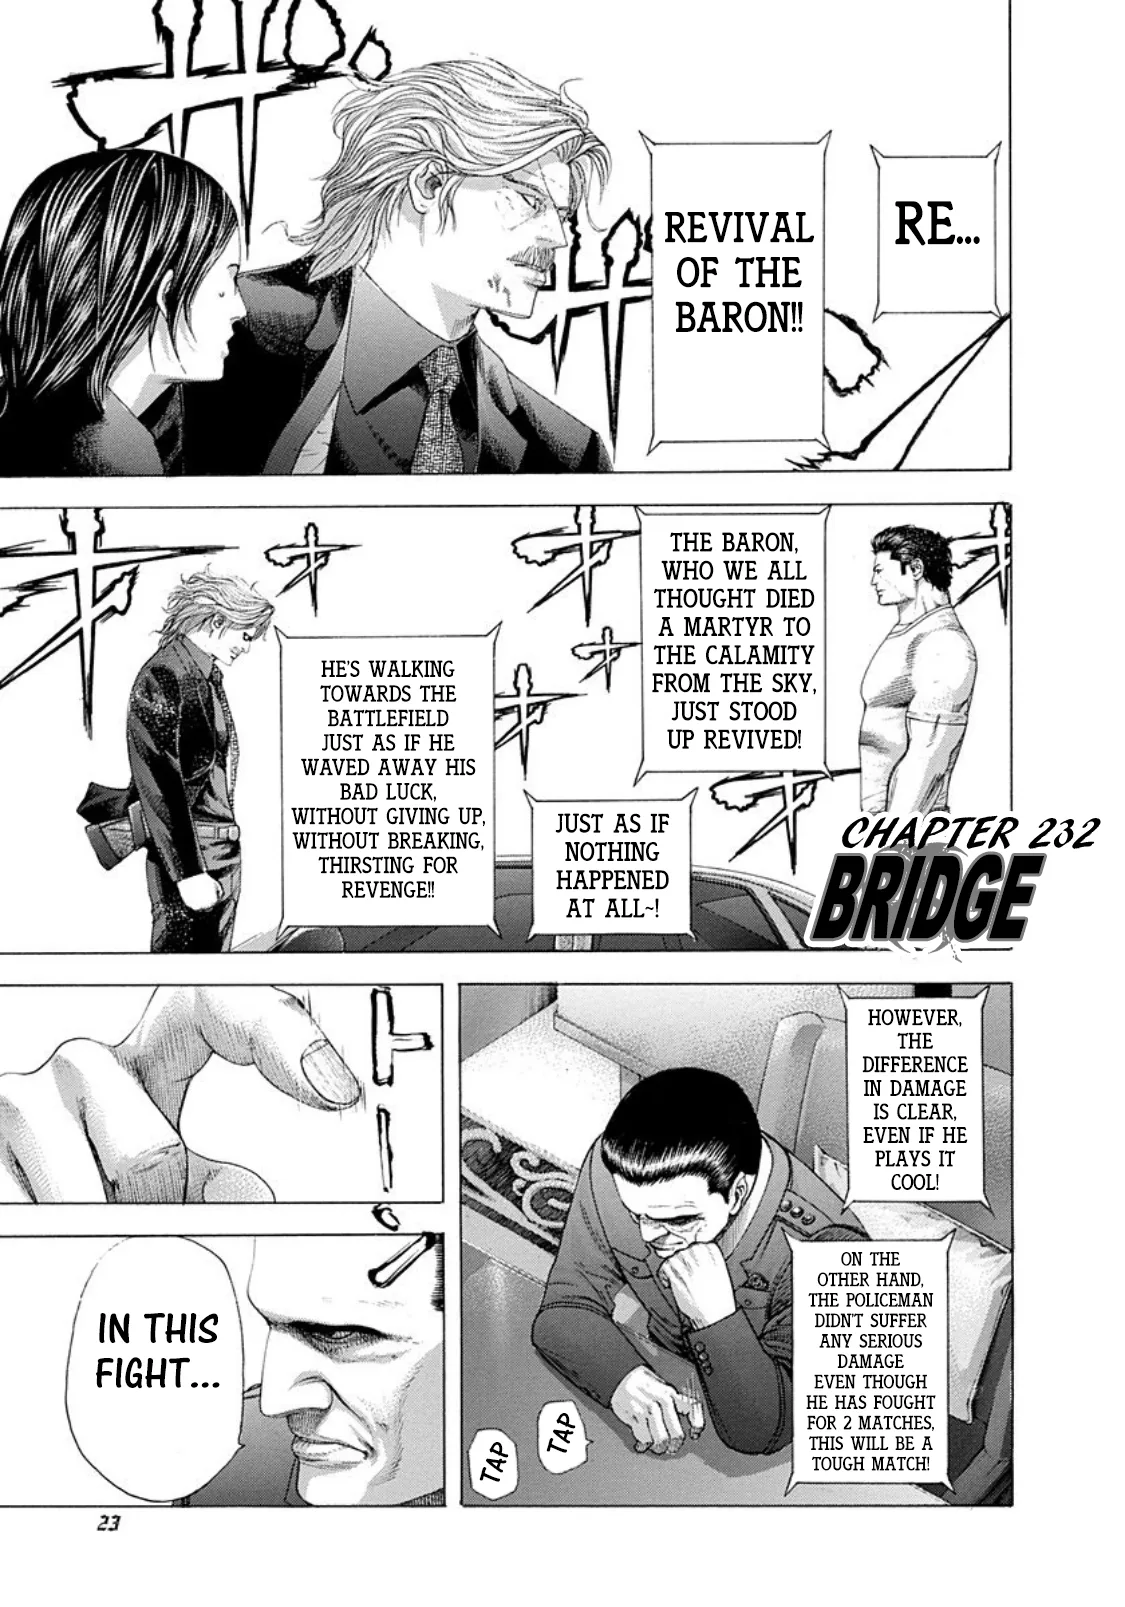 RE...
REVIVAL
OF THE
BARON!!
ザ
ザ
THE BARON,
WHO WE ALL
THOUGHT DIED
A MARTYR TO
THE CALAMITY
FROM THE SKY,
JUST STOOD
UP REVIVED!
JUST AS IF
NOTHING
HAPPENED
AT ALL~!
HE'S WALKING
TOWARDS THE
BATTLEFIELD
JUST AS IF HE
WAVED AWAY HIS
BAD LUCK,
WITHOUT GIVING UP,
WITHOUT BREAKING,
THIRSTING FOR
REVENGE!!
CHAPTER 232
BRIDGE
HOWEVER,
THE
DIFFERENCE
IN DAMAGE
IS CLEAR,
EVEN IF HE
PLAYS IT
COOL!
ON THE
OTHER HAND,
THE POLICEMAN
DIDN'T SUFFER
ANY SERIOUS
DAMAGE
EVEN THOUGH
HE HAS FOUGHT
FOR 2 MATCHES,
THIS WILL BE A
TOUGH MATCH!
TAP
TAP
IN THIS
FIGHT...
23